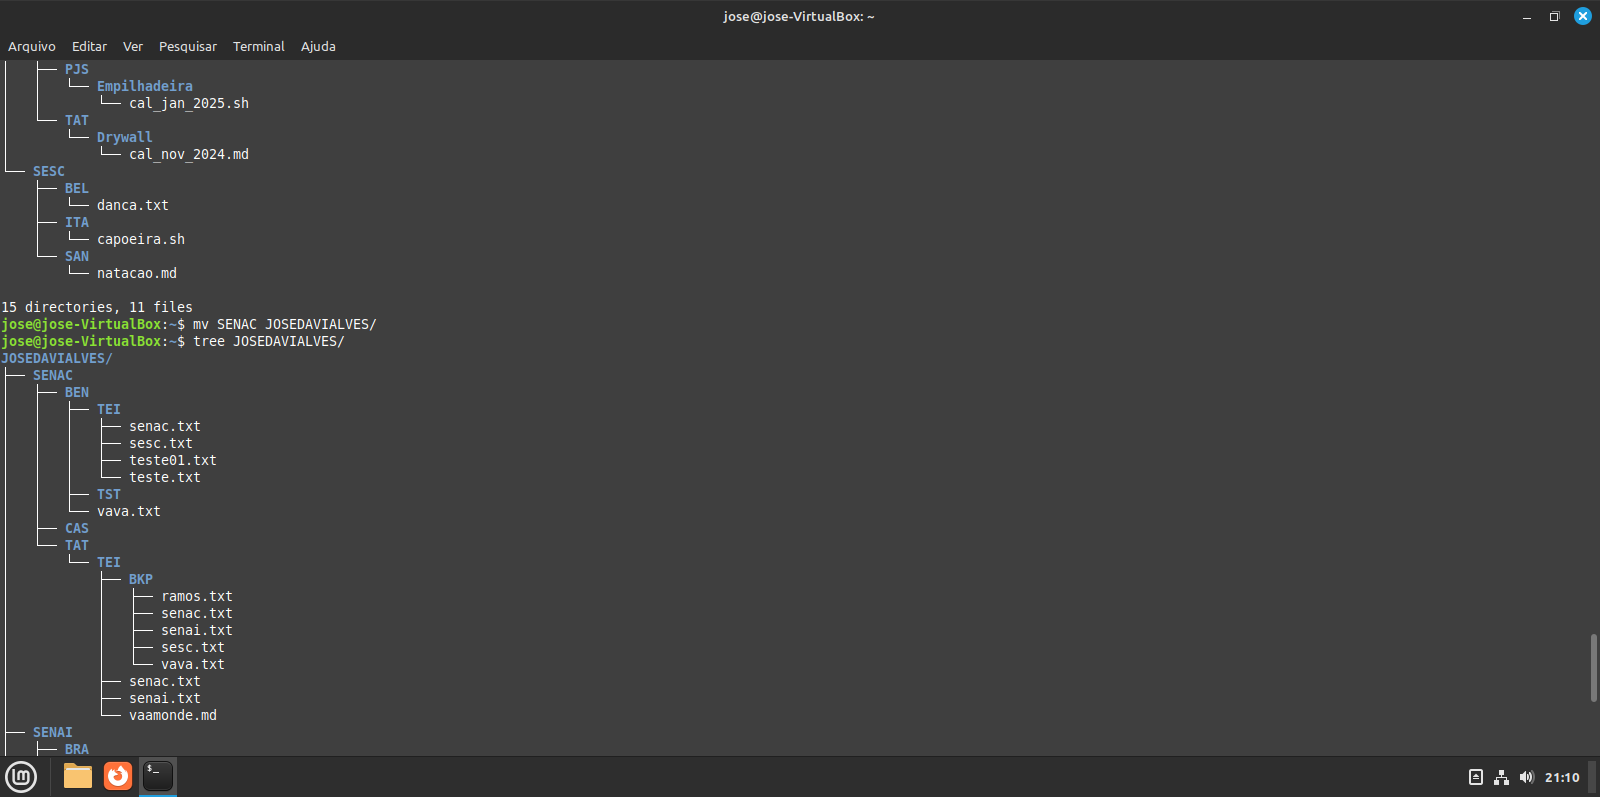 jose@jose-VirtualBox: ~
Arquivo Editar Ver Pesquisar Terminal Ajuda
│   ├── PJS
│   │   └── Empilhadeira
│   │       └── cal_jan_2025.sh
│   └── TAT
│       └── Drywall
│           └── cal_nov_2024.md
└── SESC
    ├── BEL
    │   └── danca.txt
    ├── ITA
    │   └── capoeira.sh
    └── SAN
        └── natacao.md
15 directories, 11 files
jose@jose-VirtualBox:~$ mv SENAC JOSEDAVIALVES/
jose@jose-VirtualBox:~$ tree JOSEDAVIALVES/
JOSEDAVIALVES/
├── SENAC
│   ├── BEN
│   │   ├── TEI
│   │   │   ├── senac.txt
│   │   │   ├── sesc.txt
│   │   │   ├── teste01.txt
│   │   │   └── teste.txt
│   │   ├── TST
│   │   └── vava.txt
│   ├── CAS
│   └── TAT
│       └── TEI
│           ├── BKP
│           │   ├── ramos.txt
│           │   ├── senac.txt
│           │   ├── senai.txt
│           │   ├── sesc.txt
│           │   └── vava.txt
│           ├── senac.txt
│           ├── senai.txt
│           └── vaamonde.md
├── SENAI
│   ├── BRA
$_
21:10